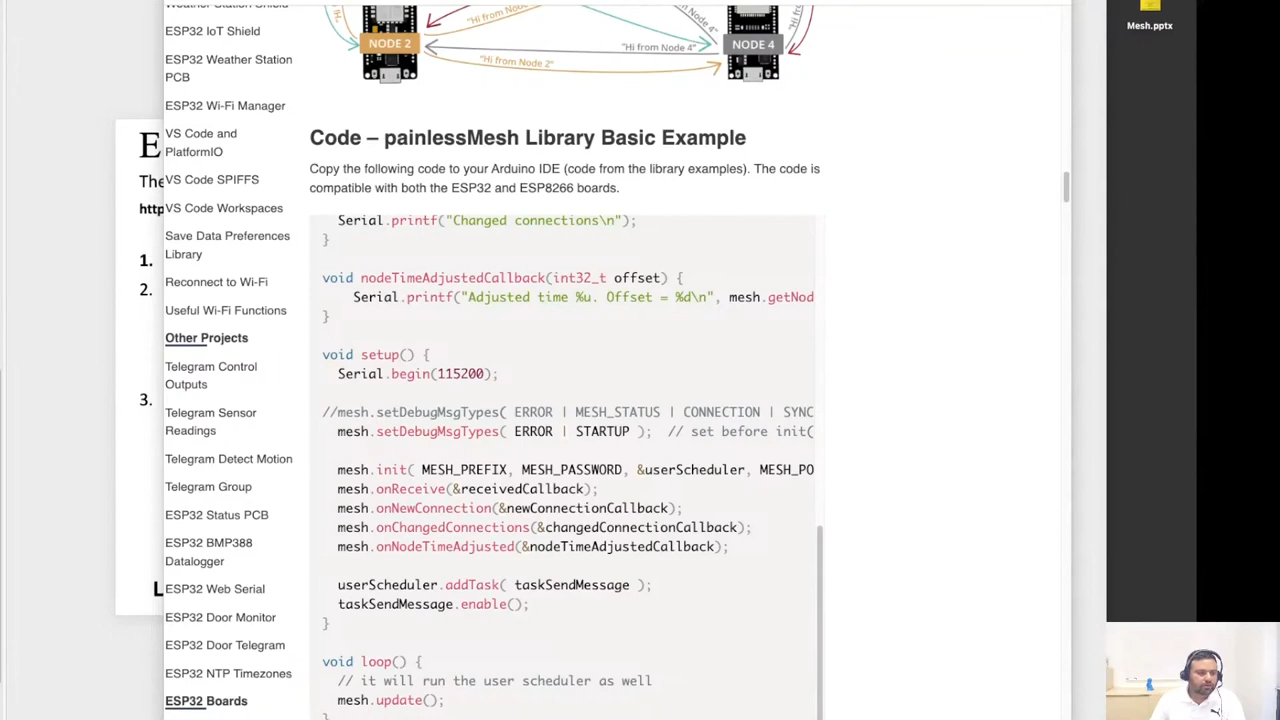 Weather Station Shield
ESP32 IoT Shield
ESP32 Weather Station
PCB
ESP32 Wi-Fi Manager
VS Code and
PlatformIO
VS Code SPIFFS
VS Code Workspaces
Save Data Preferences
Library
Reconnect to Wi-Fi
Useful Wi-Fi Functions
Other Projects
Telegram Control
Outputs
Telegram Sensor
Readings
Telegram Detect Motion
Telegram Group
ESP32 Status PCB
ESP32 BMP388
Datalogger
ESP32 Web Serial
ESP32 Door Monitor
ESP32 Door Telegram
ESP32 NTP Timezones
ESP32 Boards
E
The
http
1.
2.
3.
L
"Hi
NODE 2
"Hi from Node 4"
NODE 4
"Hi from Node 2"
Code – painlessMesh Library Basic Example
Copy the following code to your Arduino IDE (code from the library examples). The code is
compatible with both the ESP32 and ESP8266 boards.
Serial.printf("Changed connections\n");
}
void nodeTimeAdjustedCallback(int32_t offset) {
Serial.printf("Adjusted time %u. Offset = %d\n", mesh.getNod
}
void setup() {
Serial.begin(115200);
//mesh.setDebugMsgTypes( ERROR | MESH_STATUS | CONNECTION | SYNC
mesh.setDebugMsgTypes( ERROR | STARTUP ); // set before init(
mesh.init( MESH_PREFIX, MESH_PASSWORD, &userScheduler, MESH_PO
mesh.onReceive(&receivedCallback);
mesh.onNewConnection(&newConnectionCallback);
mesh.onChangedConnections(&changedConnectionCallback);
mesh.onNodeTimeAdjusted(&nodeTimeAdjustedCallback);
userScheduler.addTask( taskSendMessage );
taskSendMessage.enable();
}
void loop() {
// it will run the user scheduler as well
mesh.update();
}
Mesh.pptx